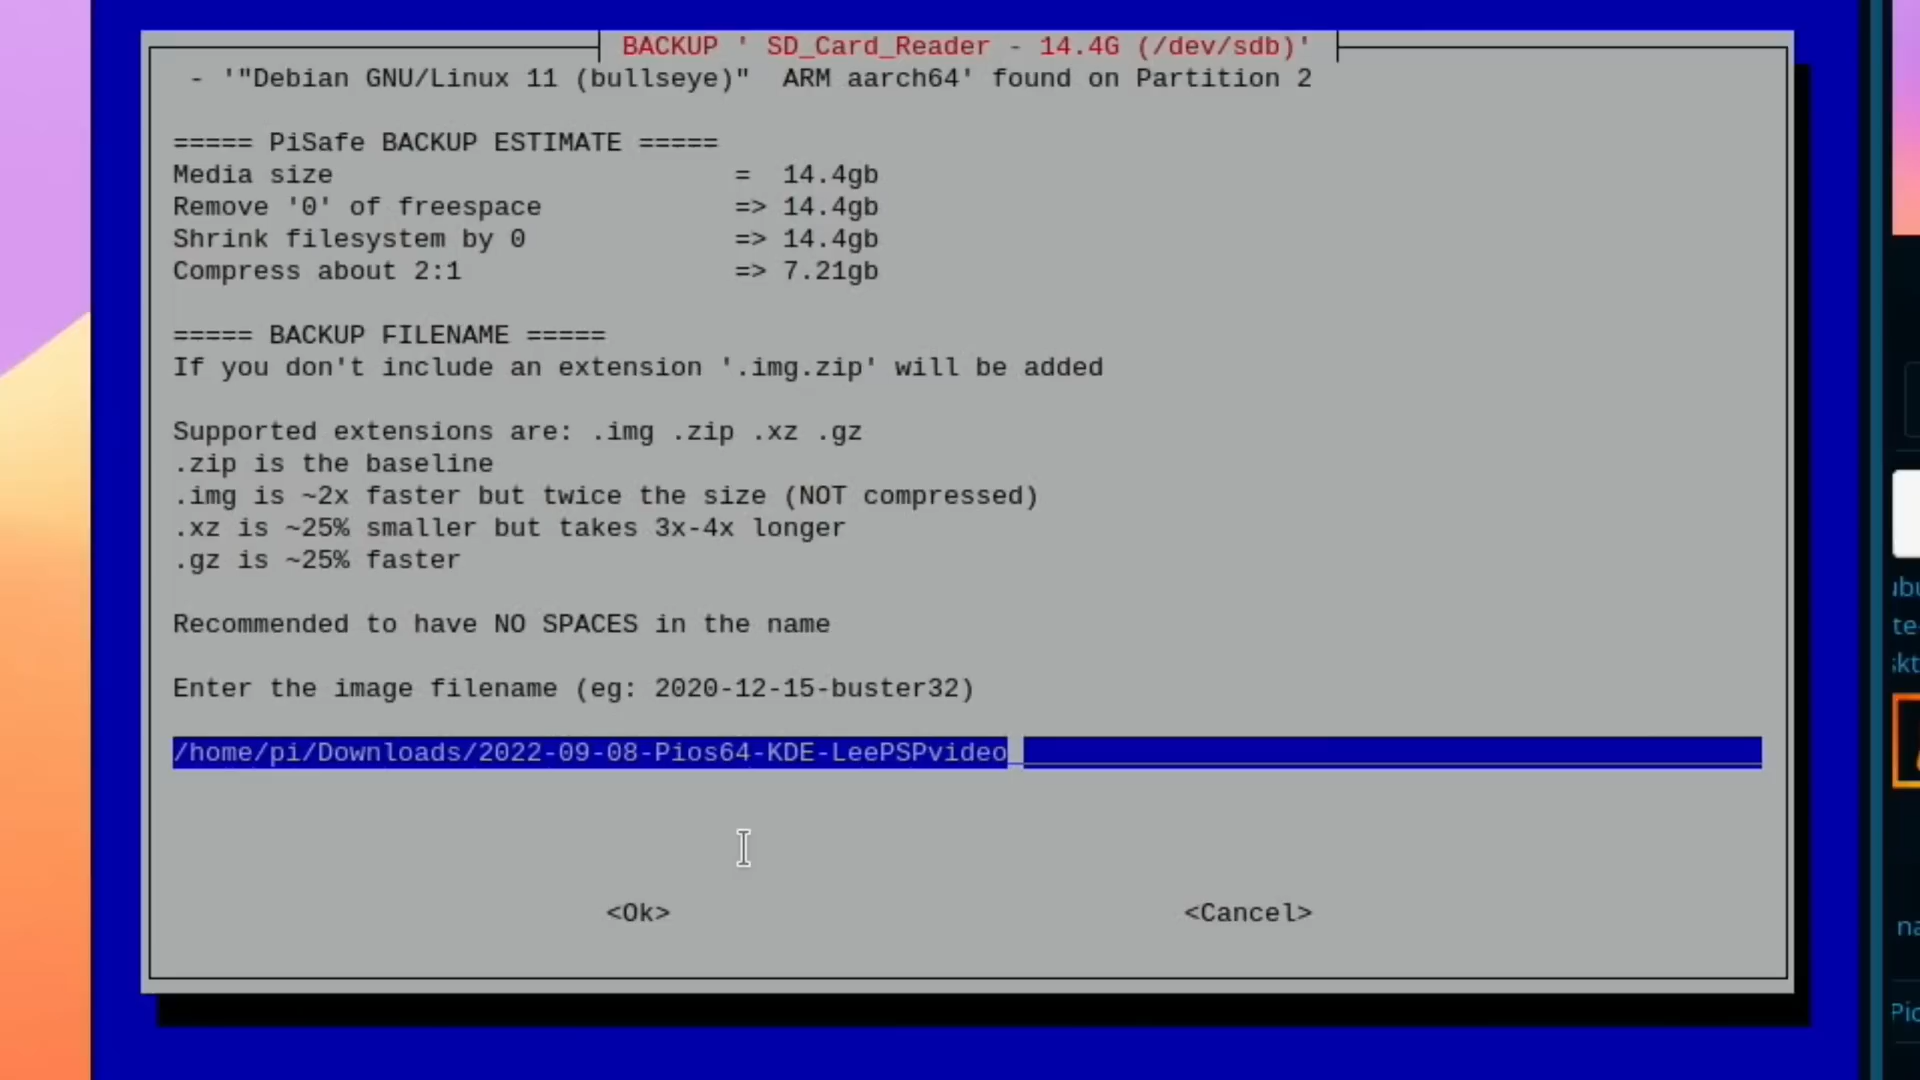 BACKUP ' SD_Card_Reader - 14.4G (/dev/sdb)'
- '"Debian GNU/Linux 11 (bullseye)"  ARM aarch64' found on Partition 2
===== PiSafe BACKUP ESTIMATE =====
Media size = 14.4gb
Remove '0' of freespace => 14.4gb
Shrink filesystem by 0 => 14.4gb
Compress about 2:1 => 7.21gb
===== BACKUP FILENAME =====
If you don't include an extension '.img.zip' will be added
Supported extensions are: .img .zip .xz .gz
.zip is the baseline
.img is ~2x faster but twice the size (NOT compressed)
.xz is ~25% smaller but takes 3x-4x longer
.gz is ~25% faster
Recommended to have NO SPACES in the name
Enter the image filename (eg: 2020-12-15-buster32)
/home/pi/Downloads/2022-09-08-Pios64-KDE-LeePSPvideo
<Ok> <Cancel>